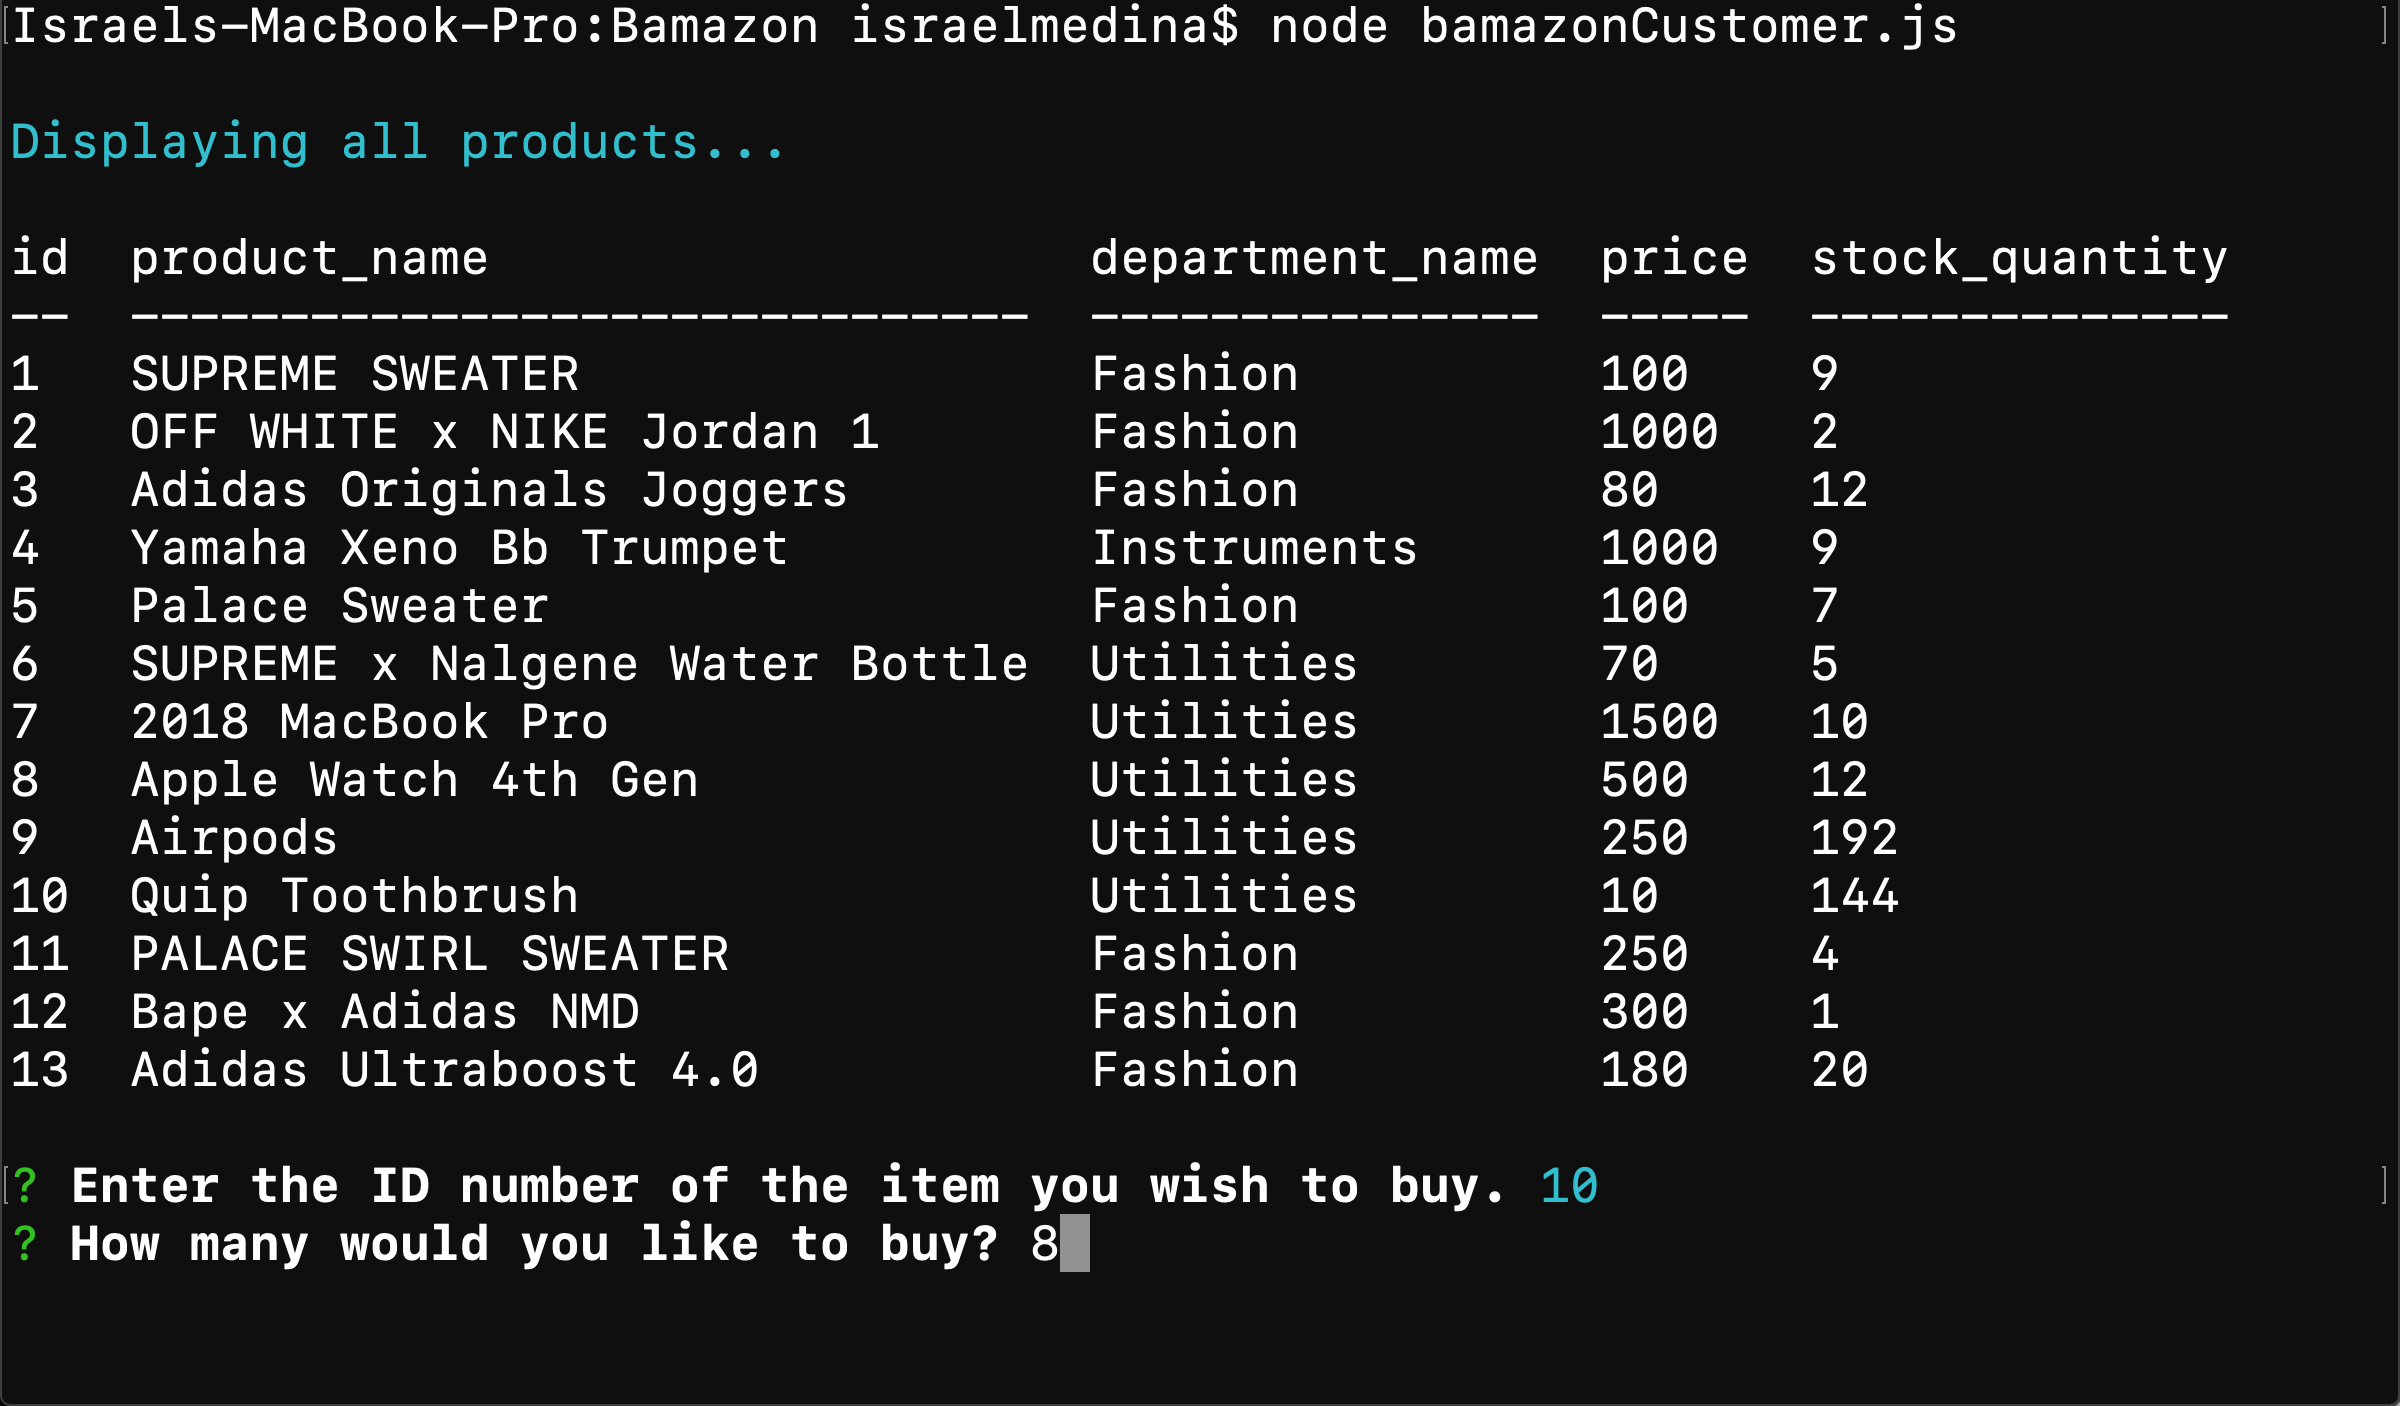 Israels-MacBook-Pro:Bamazon israelmedina$ node bamazonCustomer.js
Displaying all products...
id  product_name                    department_name  price  stock_quantity
--  ------------------------------  ---------------  -----  --------------
1   SUPREME SWEATER                 Fashion          100    9
2   OFF WHITE x NIKE Jordan 1       Fashion          1000   2
3   Adidas Originals Joggers        Fashion          80     12
4   Yamaha Xeno Bb Trumpet          Instruments      1000   9
5   Palace Sweater                  Fashion          100    7
6   SUPREME x Nalgene Water Bottle  Utilities        70     5
7   2018 MacBook Pro                Utilities        1500   10
8   Apple Watch 4th Gen             Utilities        500    12
9   Airpods                         Utilities        250    192
10  Quip Toothbrush                 Utilities        10     144
11  PALACE SWIRL SWEATER            Fashion          250    4
12  Bape x Adidas NMD               Fashion          300    1
13  Adidas Ultraboost 4.0           Fashion          180    20
? Enter the ID number of the item you wish to buy. 10
? How many would you like to buy? 8